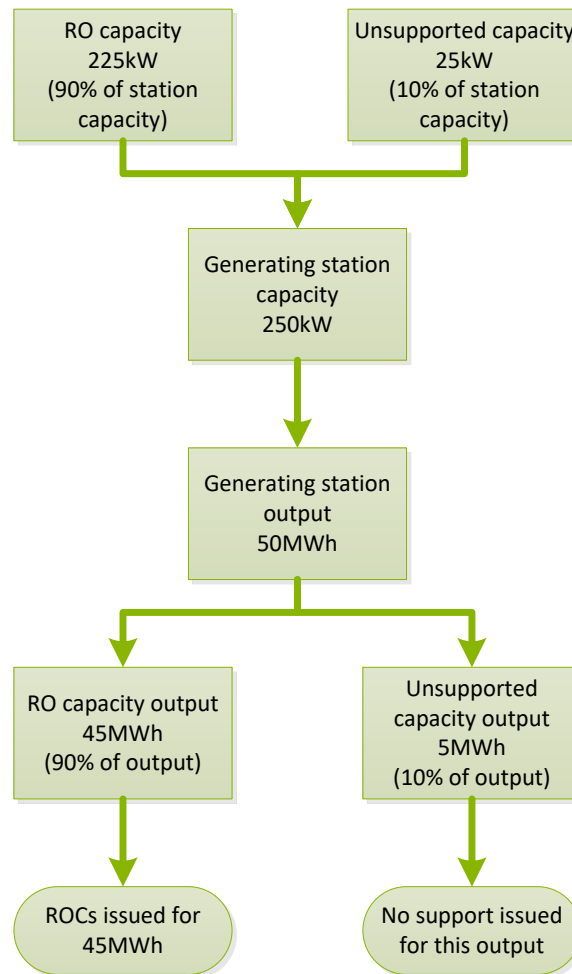 RO capacity
225kW
(90% of station
capacity)
Unsupported capacity
25kW
(10% of station
capacity)
Generating station
capacity
250kW
Generating station
output
50MWh
RO capacity output
45MWh
(90% of output)
Unsupported
capacity output
5MWh
(10% of output)
ROCs issued for
45MWh
No support issued
for this output